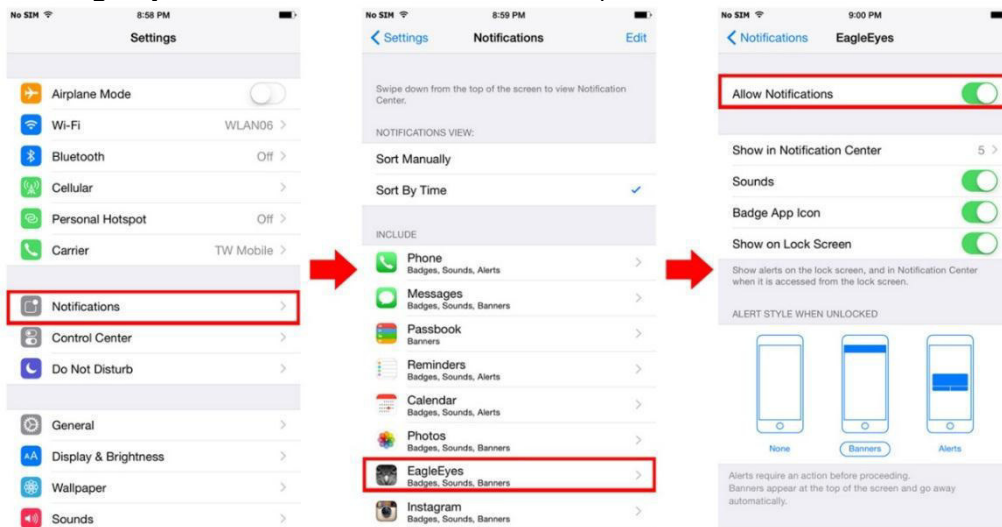 No SIM 8:58 PM
Settings
Airplane Mode
Wi-Fi WLAN06
Bluetooth Off
Cellular
Personal Hotspot Off
Carrier TW Mobile
Notifications
Control Center
Do Not Disturb
General
AA Display & Brightness
Wallpaper
Sounds
No SIM 8:59 PM
Settings Notifications Edit
Swipe down from the top of the screen to view Notification
Center.
NOTIFICATIONS VIEW:
Sort Manually
Sort By Time
INCLUDE
Phone
Badges, Sounds, Alerts
Messages
Badges, Sounds, Banners
Passbook
Banners
Reminders
Badges, Sounds, Alerts
Calendar
Badges, Sounds, Alerts
Photos
Badges, Sounds, Banners
EagleEyes
Badges, Sounds, Banners
Instagram
Badges, Sounds, Banners
No SIM 9:00 PM
Notifications EagleEyes
Allow Notifications
Show in Notification Center 5
Sounds
Badge App Icon
Show on Lock Screen
Show alerts on the lock screen, and in Notification Center
when it is accessed from the lock screen.
ALERT STYLE WHEN UNLOCKED
None Banners Alerts
Alerts require an action before proceeding.
Banners appear at the top of the screen and go away
automatically.